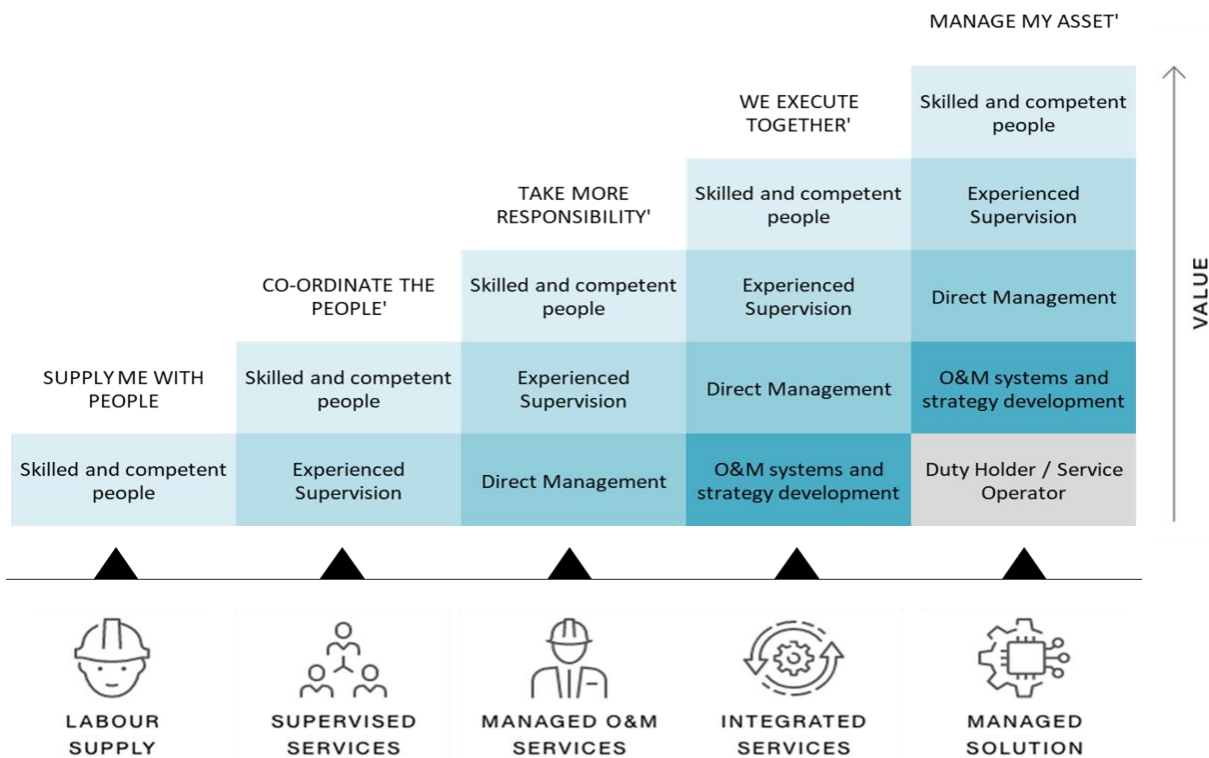 MANAGE MY ASSET'
WE EXECUTE
TOGETHER'
Skilled and competent
people
TAKE MORE
RESPONSIBILITY'
Skilled and competent
people
Experienced
Supervision
CO-ORDINATE THE
PEOPLE'
Skilled and competent
people
Experienced
Supervision
Direct Management
SUPPLY ME WITH
PEOPLE
Skilled and competent
people
Experienced
Supervision
Direct Management
O&M systems and
strategy development
Skilled and competent
people
Experienced
Supervision
Direct Management
O&M systems and
strategy development
Duty Holder / Service
Operator
VALUE
LABOUR
SUPPLY
SUPERVISED
SERVICES
MANAGED O&M
SERVICES
INTEGRATED
SERVICES
MANAGED
SOLUTION